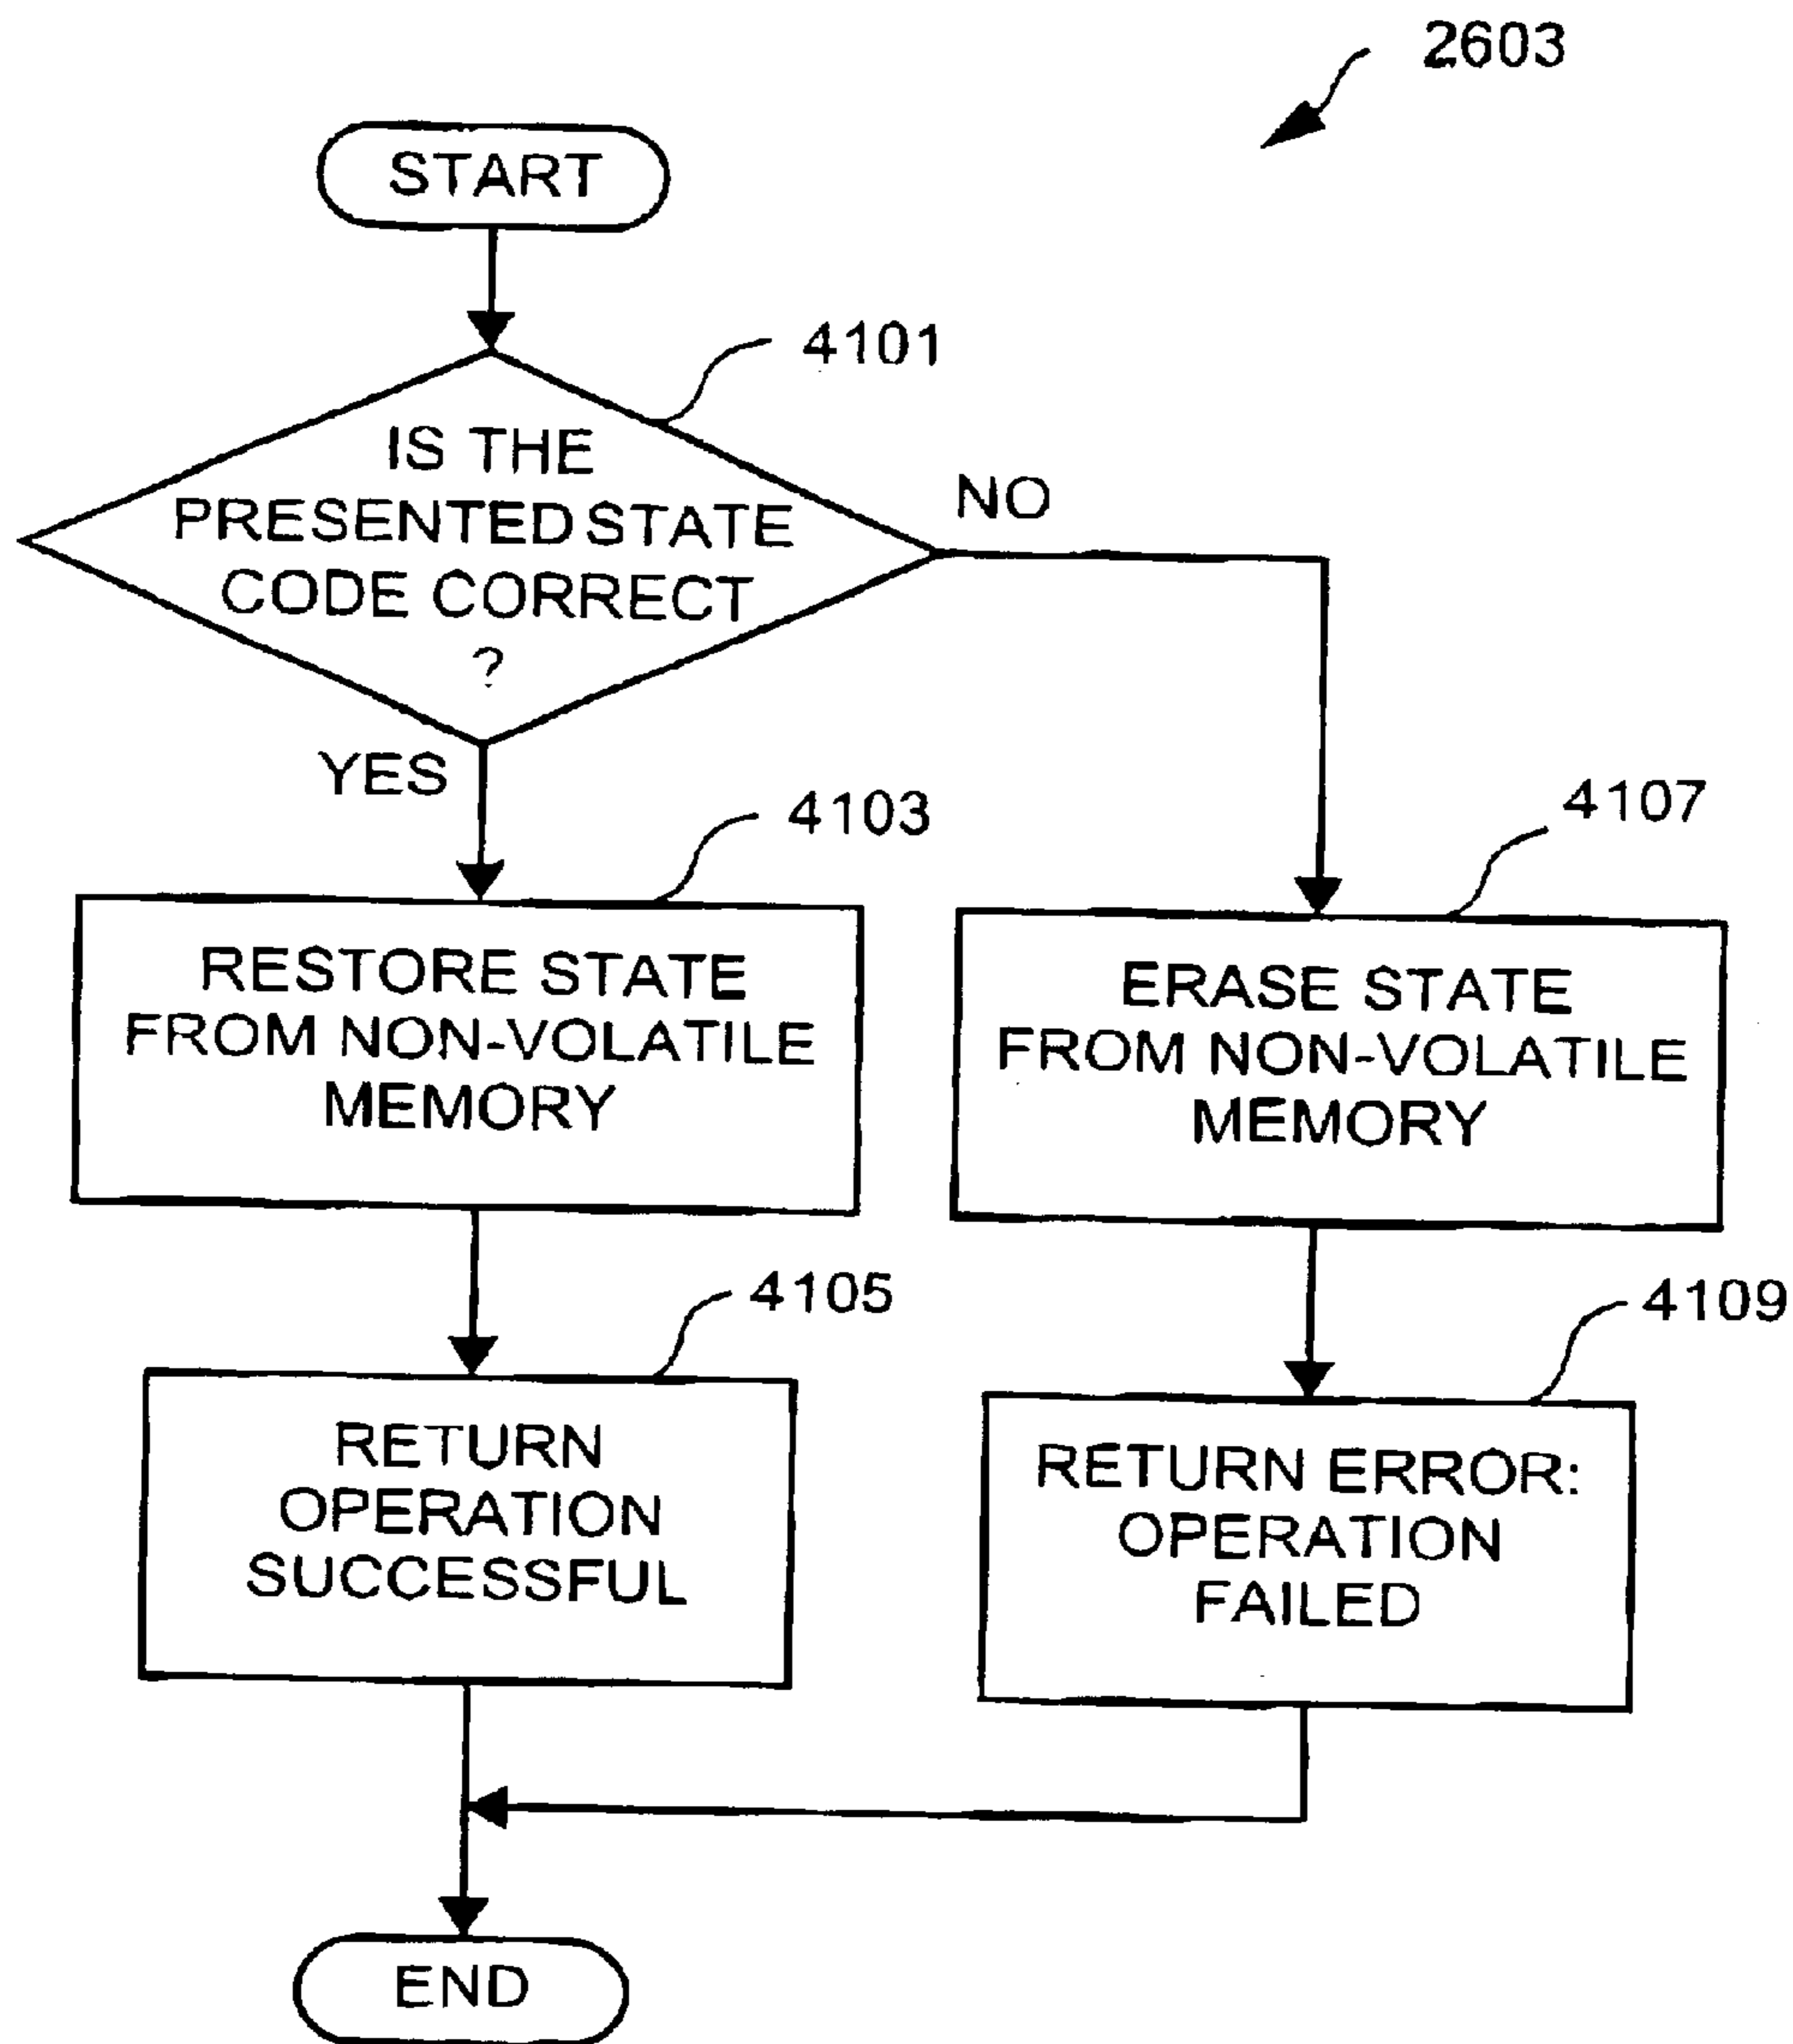 2603
START
4101
IS THE
PRESENTED STATE
CODE CORRECT
?
NO
YES
4103
4107
RESTORE STATE
FROM NON-VOLATILE
MEMORY
ERASE STATE
FROM NON-VOLATILE
MEMORY
4105
4109
RETURN
OPERATION
SUCCESSFUL
RETURN ERROR:
OPERATION
FAILED
END